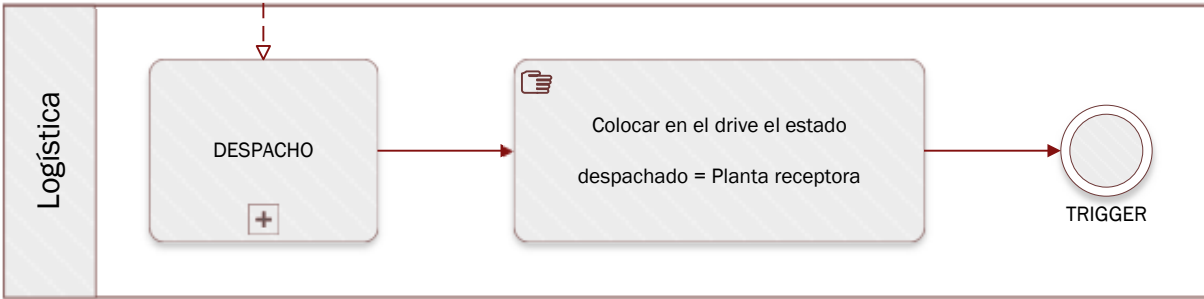 Logística
DESPACHO
Colocar en el drive el estado
despachado = Planta receptora
TRIGGER